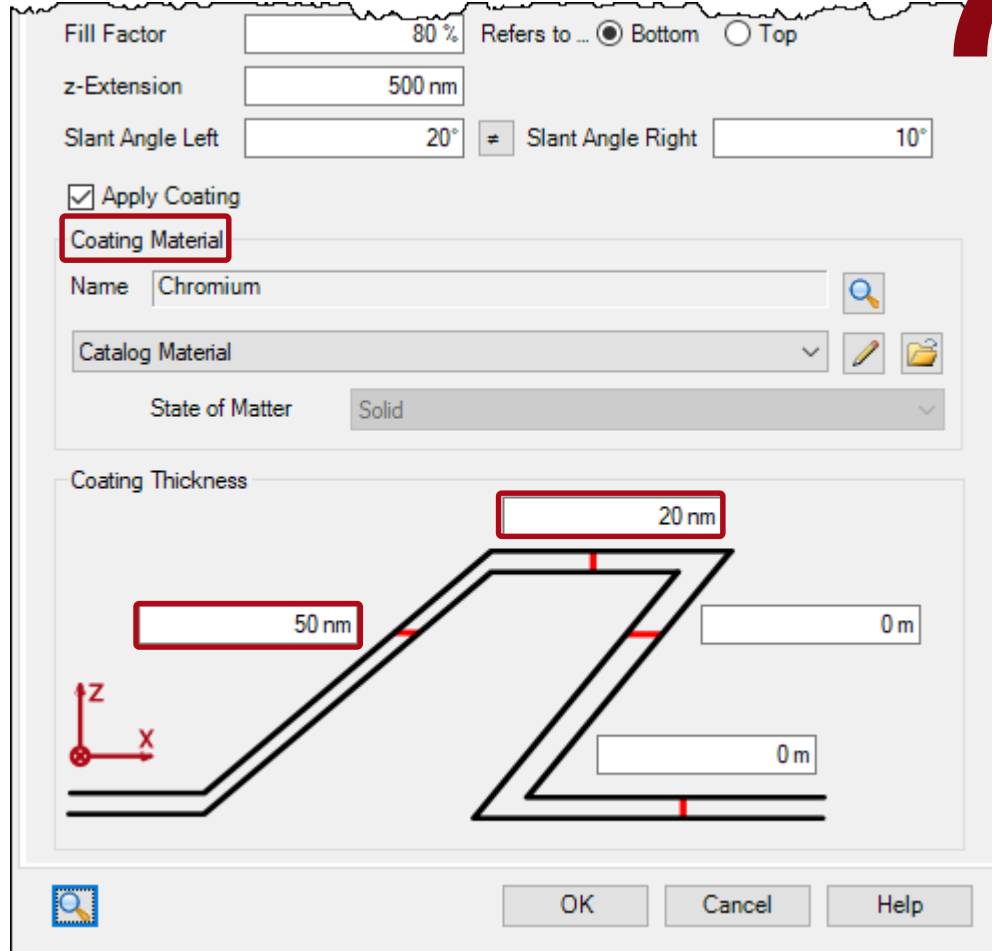 Fill Factor 80 % Refers to ... Bottom Top
z-Extension 500 nm
Slant Angle Left 20° ≠ Slant Angle Right 10°
Apply Coating
Coating Material
Name Chromium
Catalog Material
State of Matter Solid
Coating Thickness
20 nm
50 nm 0 m
Z
X
0 m
OK Cancel Help